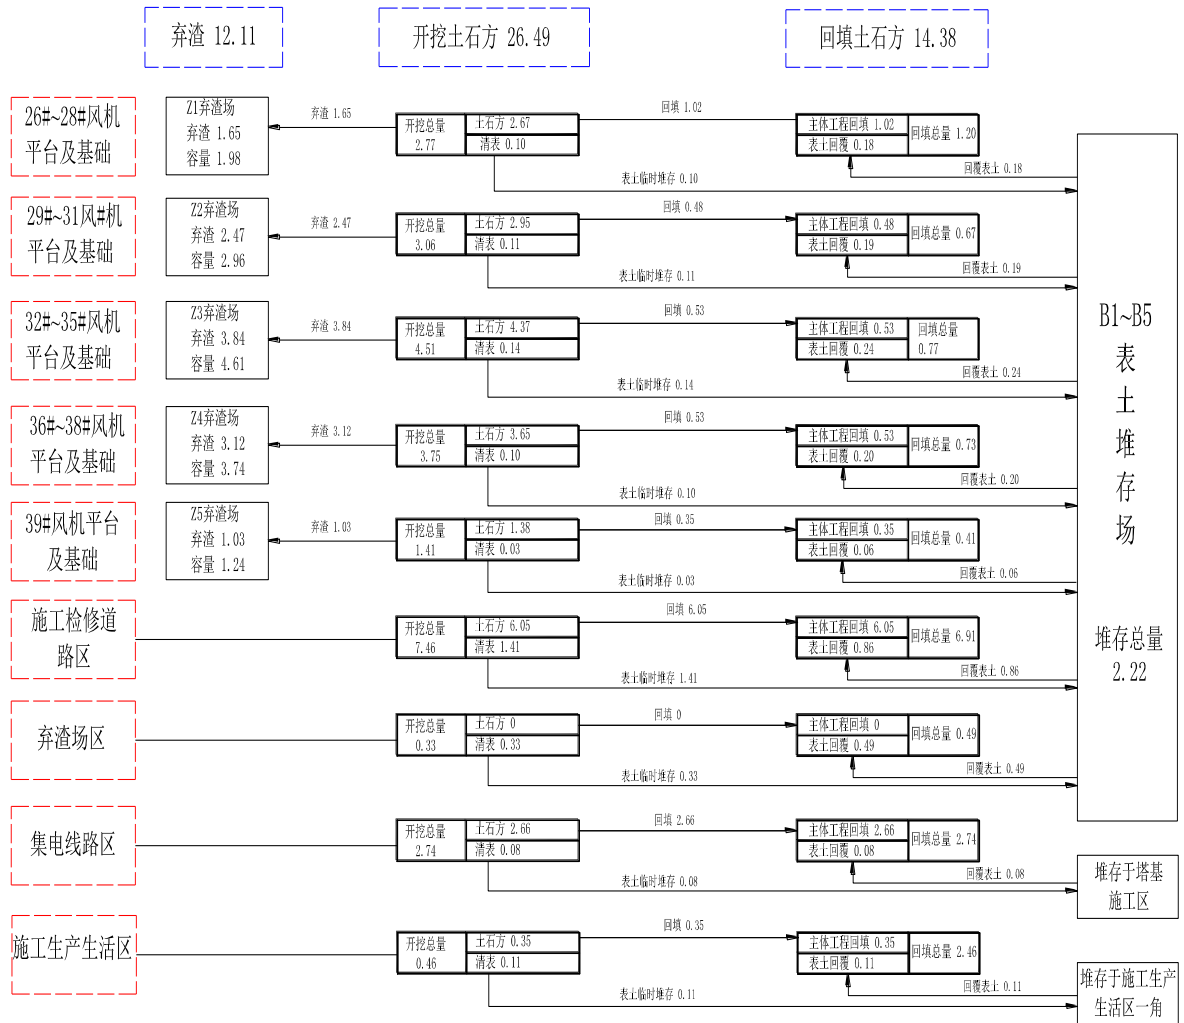 弃渣 12.11
开挖土石方 26.49
回填土石方 14.38
26#~28#风机
平台及基础
Z1弃渣场
弃渣 1.65
容量 1.98
弃渣 1.65
开挖总量
2.77
土石方 2.67
清表 0.10
回填 1.02
主体工程回填 1.02
表土回覆 0.18
回填总量 1.20
回覆表土 0.18
表土临时堆存 0.10
29#~31风#机
平台及基础
Z2弃渣场
弃渣 2.47
容量 2.96
弃渣 2.47
开挖总量
3.06
土石方 2.95
清表 0.11
回填 0.48
主体工程回填 0.48
表土回覆 0.19
回填总量 0.67
回覆表土 0.19
表土临时堆存 0.11
32#~35#风机
平台及基础
Z3弃渣场
弃渣 3.84
容量 4.61
弃渣 3.84
开挖总量
4.51
土石方 4.37
清表 0.14
回填 0.53
主体工程回填 0.53
表土回覆 0.24
回填总量
0.77
回覆表土 0.24
表土临时堆存 0.14
36#~38#风机
平台及基础
Z4弃渣场
弃渣 3.12
容量 3.74
弃渣 3.12
开挖总量
3.75
土石方 3.65
清表 0.10
回填 0.53
主体工程回填 0.53
表土回覆 0.20
回填总量 0.73
回覆表土 0.20
表土临时堆存 0.10
39#风机平台
及基础
Z5弃渣场
弃渣 1.03
容量 1.24
弃渣 1.03
开挖总量
1.41
土石方 1.38
清表 0.03
回填 0.35
主体工程回填 0.35
表土回覆 0.06
回填总量 0.41
回覆表土 0.06
表土临时堆存 0.03
施工检修道
路区
开挖总量
7.46
土石方 6.05
清表 1.41
回填 6.05
主体工程回填 6.05
表土回覆 0.86
回填总量 6.91
回覆表土 0.86
表土临时堆存 1.41
弃渣场区
开挖总量
0.33
土石方 0
清表 0.33
回填 0
主体工程回填 0
表土回覆 0.49
回填总量 0.49
回覆表土 0.49
表土临时堆存 0.33
B1~B5
表
土
堆
存
场
堆存总量
2.22
集电线路区
开挖总量
2.74
土石方 2.66
清表 0.08
回填 2.66
主体工程回填 2.66
表土回覆 0.08
回填总量 2.74
回覆表土 0.08
表土临时堆存 0.08
堆存于塔基
施工区
施工生产生活区
开挖总量
0.46
土石方 0.35
清表 0.11
回填 0.35
主体工程回填 0.35
表土回覆 0.11
回填总量 2.46
回覆表土 0.11
表土临时堆存 0.11
堆存于施工生产
生活区一角